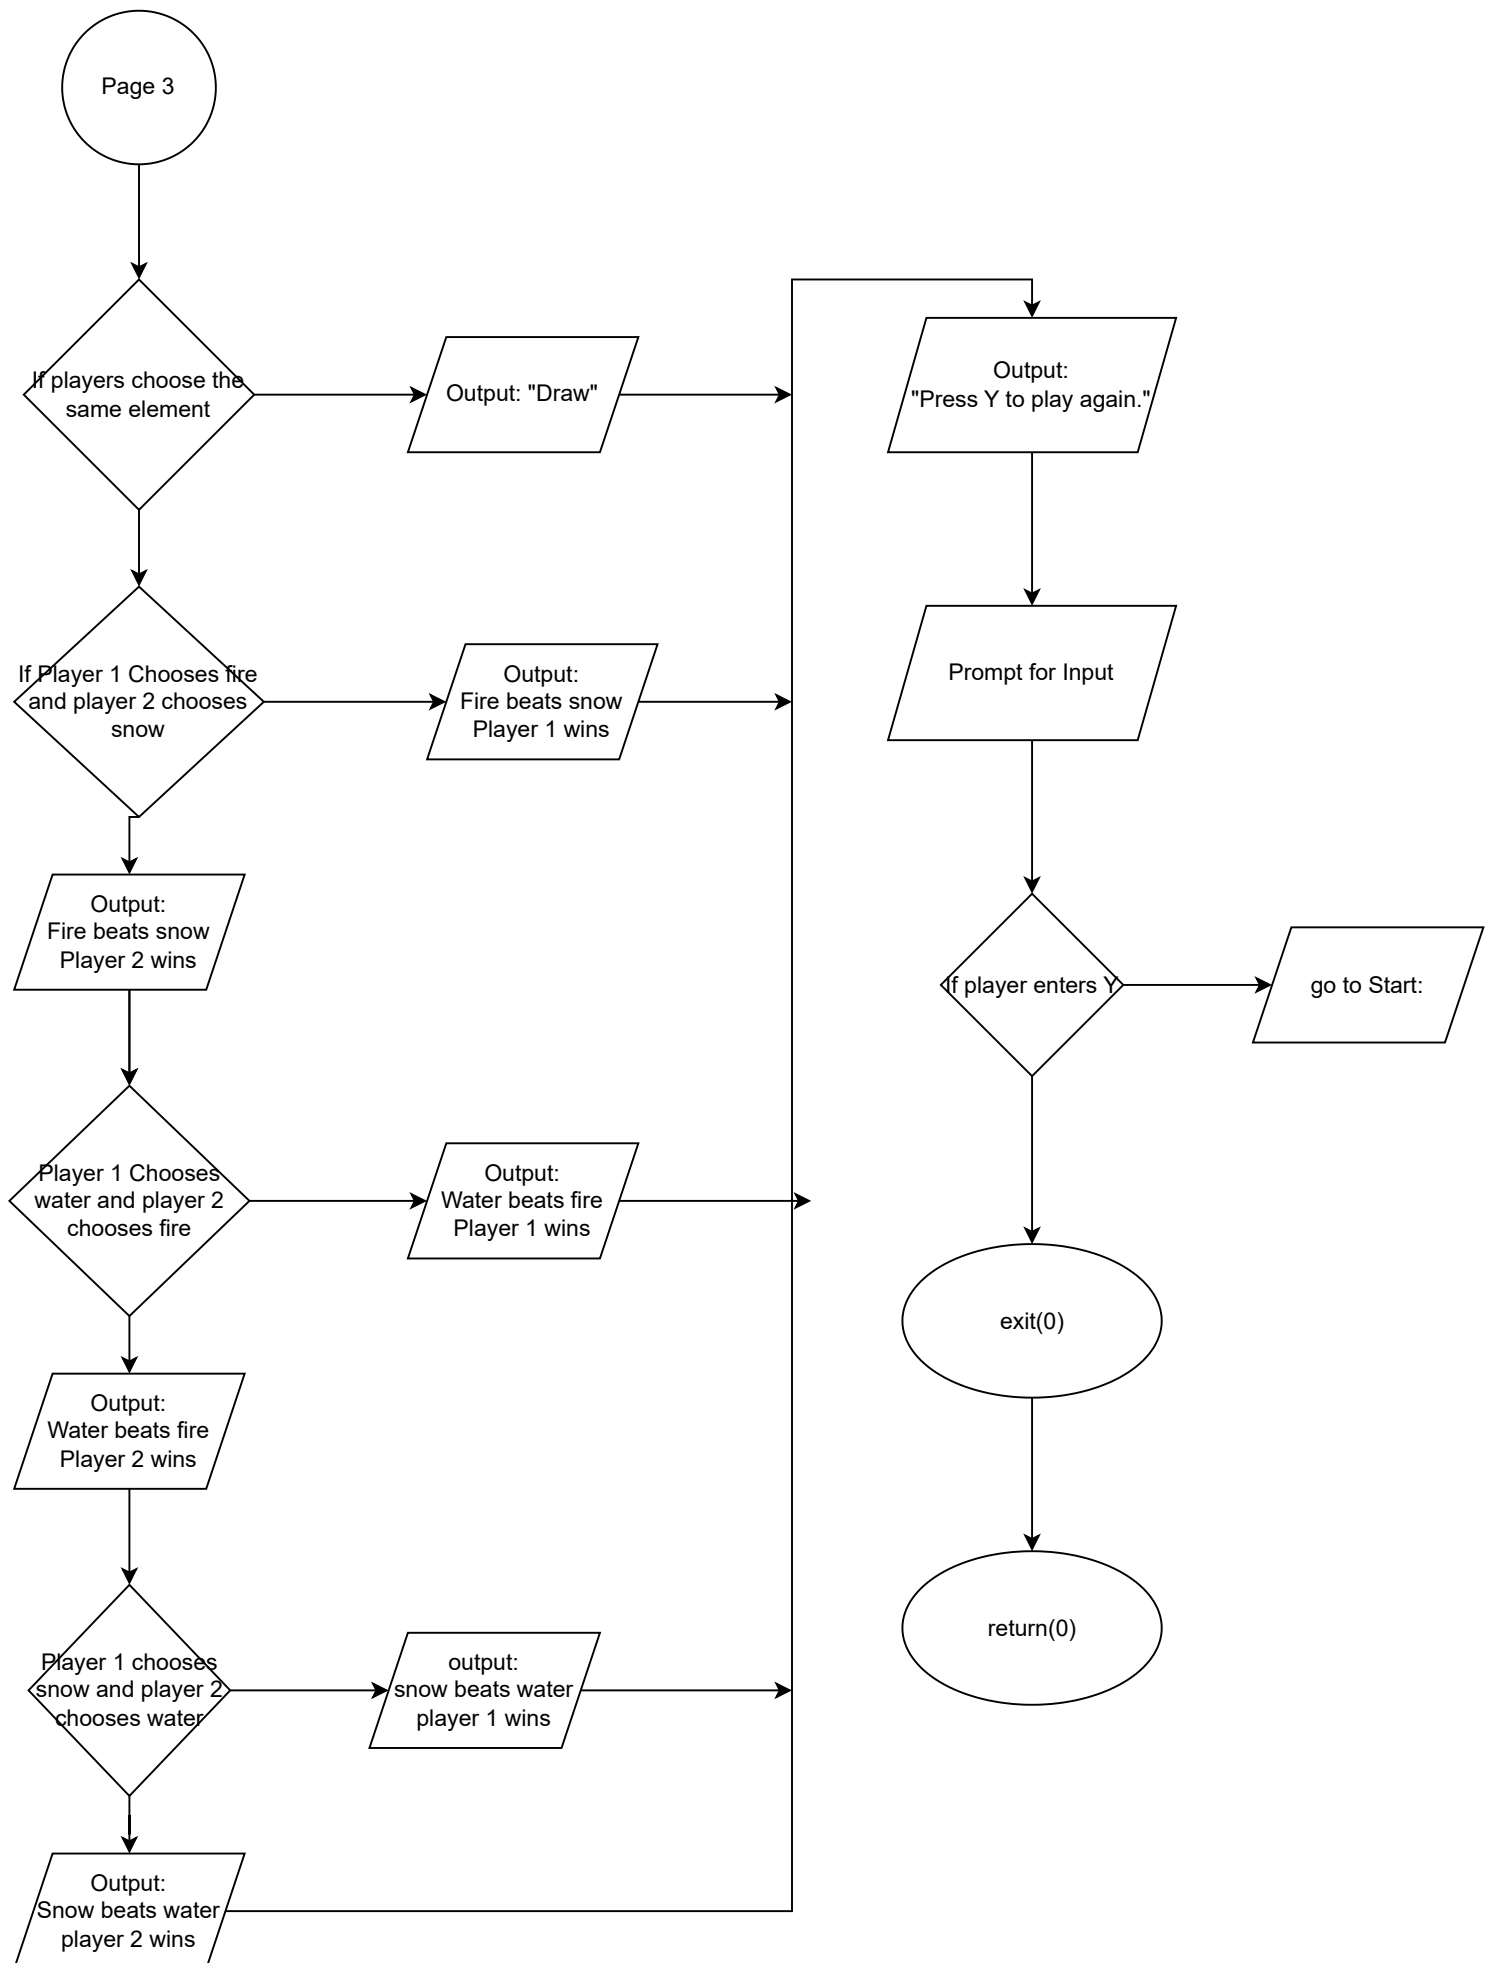 Page 3
If players choose the
same element
Output: "Draw"
Output:
"Press Y to play again."
If Player 1 Chooses fire
and player 2 chooses
snow
Output:
Fire beats snow
Player 1 wins
Prompt for Input
Output:
Fire beats snow
Player 2 wins
If player enters Y
go to Start:
Player 1 Chooses
water and player 2
chooses fire
Output:
Water beats fire
Player 1 wins
exit(0)
Output:
Water beats fire
Player 2 wins
Player 1 chooses
snow and player 2
chooses water
output:
snow beats water
player 1 wins
return(0)
Output:
Snow beats water
player 2 wins